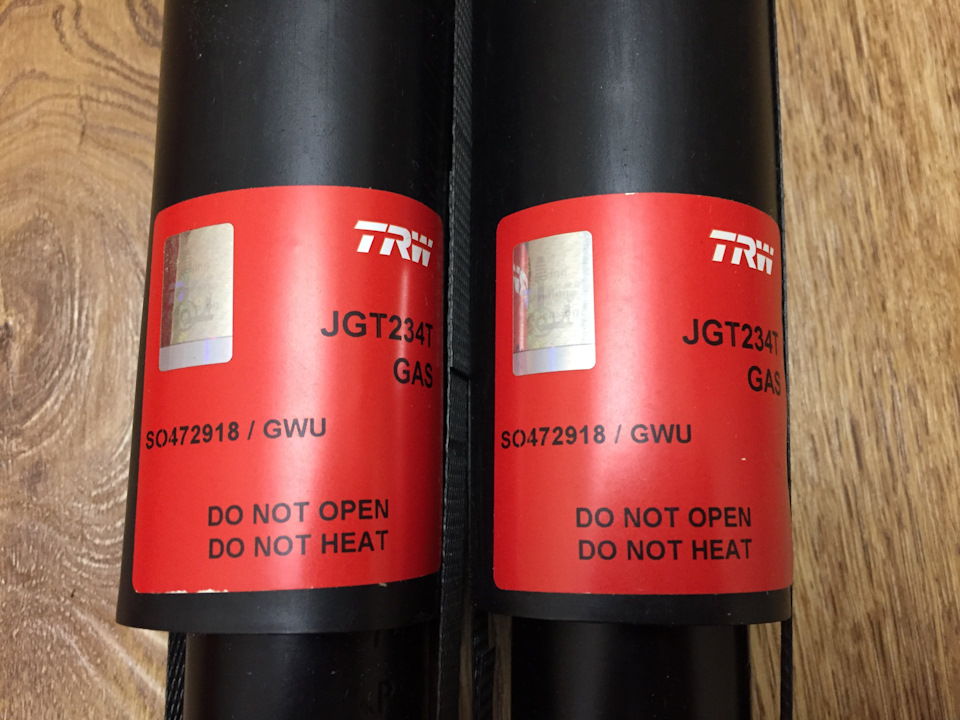 TRW
JGT234T
GAS
SO472918 / GWU
DO NOT OPEN
DO NOT HEAT
TRW
JGT234T
GAS
SO472918 / GWU
DO NOT OPEN
DO NOT HEAT